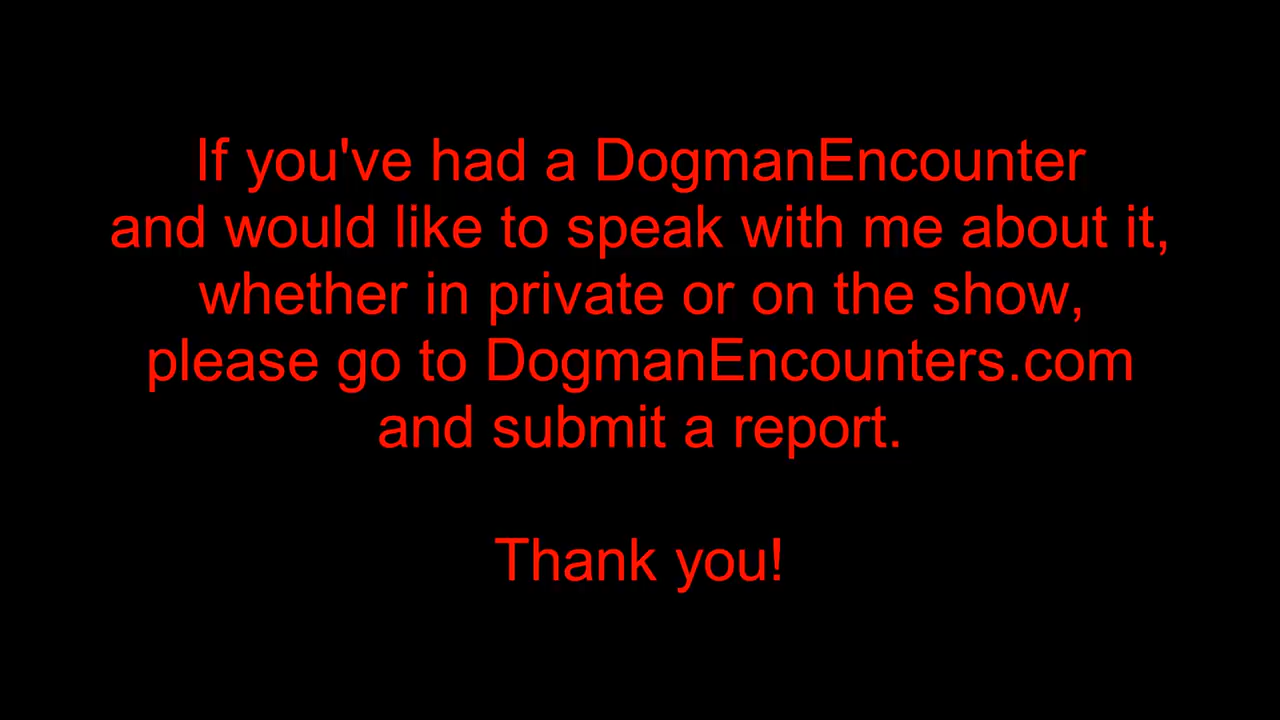 If you've had a DogmanEncounter
and would like to speak with me about it,
whether in private or on the show,
please go to DogmanEncounters.com
and submit a report.
Thank you!